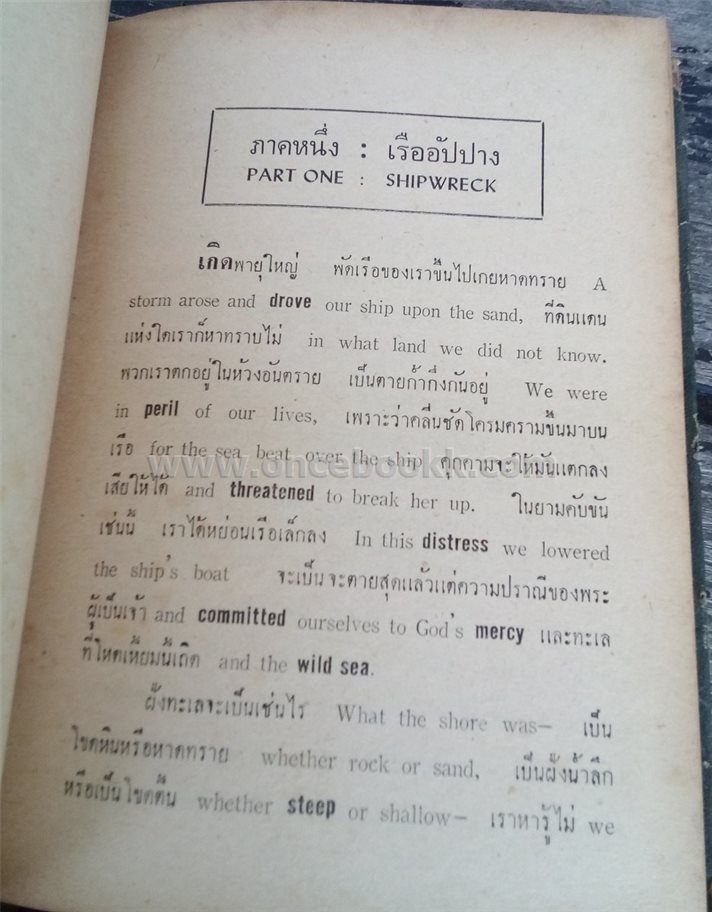 ภาคหนึ่ง : เรืออัปปาง
PART ONE : SHIPWRECK
เกิดพายุใหญ่ พัดเรือของเราขึ้นไปเกยหาดทราย A
storm arose and drove our ship upon the sand, ที่ดินแดน
แห่งใดเราก็หาทราบไม่ in what land we did not know.
พวกเราตกอยู่ในห้วงอันตราย เป็นตายก้ำกึ่งกันอยู่ We were
in peril of our lives, เพราะว่าคลื่นซัดโครมครามขึ้นมาบน
เรือ for the sea beat over the ship คุกคามจะให้มันแตกลง
เสียให้ได้ and threatened to break her up. ในยามคับขัน
เช่นนี้ เราได้หย่อนเรือเล็กลง In this distress we lowered
the ship's boat จะเป็นจะตายสุดแล้วแต่ความปราณีของพระ
ผู้เป็นเจ้า and committed ourselves to God's mercy และทะเล
ที่โหดเหี้ยมนั้นเถิด and the wild sea.
ฝั่งทะเลจะเป็นเช่นไร What the shore was— เป็น
โขดหินหรือหาดทราย whether rock or sand, เป็นฝั่งน้ำลึก
หรือเป็นโขดตื้น whether steep or shallow— เราหารู้ไม่ we
www.oncebookk.com